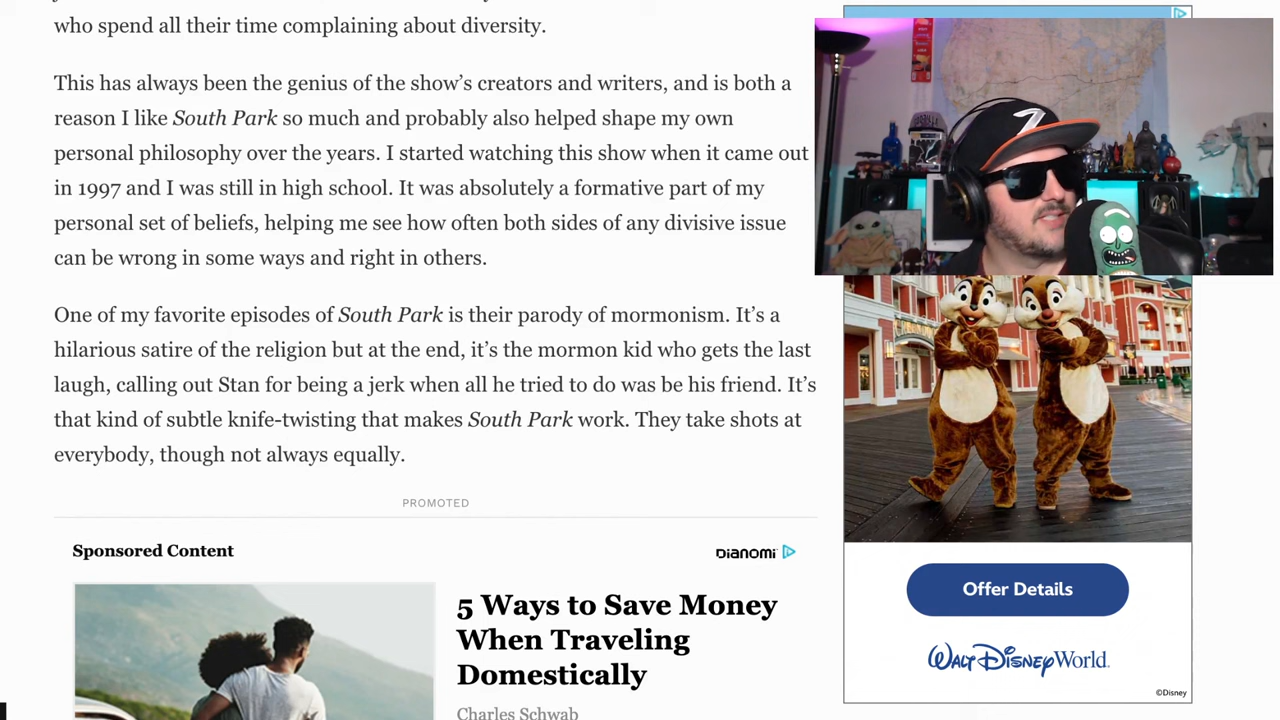 who spend all their time complaining about diversity.
This has always been the genius of the show's creators and writers, and is both a
reason I like South Park so much and probably also helped shape my own
personal philosophy over the years. I started watching this show when it came out
in 1997 and I was still in high school. It was absolutely a formative part of my
personal set of beliefs, helping me see how often both sides of any divisive issue
can be wrong in some ways and right in others.
One of my favorite episodes of South Park is their parody of mormonism. It's a
hilarious satire of the religion but at the end, it's the mormon kid who gets the last
laugh, calling out Stan for being a jerk when all he tried to do was be his friend. It's
that kind of subtle knife-twisting that makes South Park work. They take shots at
everybody, though not always equally.
PROMOTED
Sponsored Content
DIANOMI
5 Ways to Save Money
When Traveling
Domestically
Charles Schwab
Offer Details
WALT DISNEY World.
©Disney